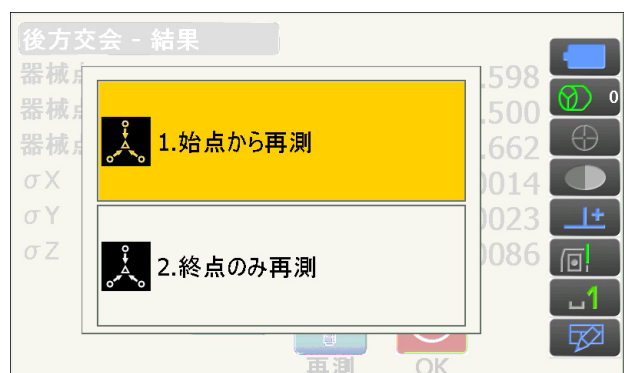 後方交会 - 結果
器械点
.598
器械点
.500
器械点
.662
σX
0014
σY
0023
σZ
0086
1.始点から再測
2.終点のみ再測
再測
OK
0
1